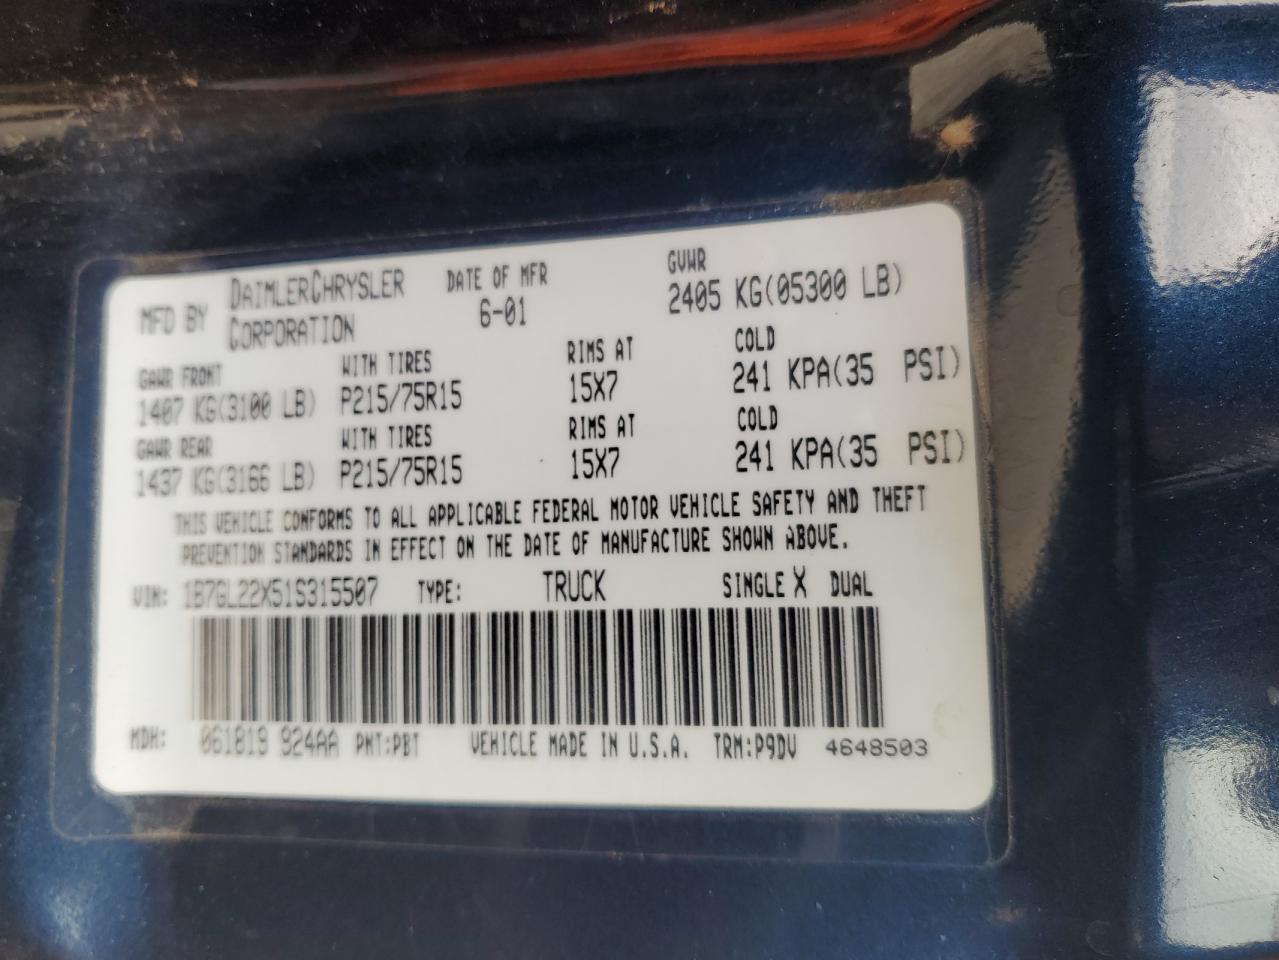 MFD BY DAIMLERCHRYSLER CORPORATION DATE OF MFR 6-01 GVWR 2405 KG(05300 LB)
GAWR FRONT WITH TIRES RIMS AT COLD
1407 KG(3100 LB) P215/75R15 15X7 241 KPA(35 PSI)
GAWR REAR WITH TIRES RIMS AT COLD
1437 KG(3166 LB) P215/75R15 15X7 241 KPA(35 PSI)
THIS VEHICLE CONFORMS TO ALL APPLICABLE FEDERAL MOTOR VEHICLE SAFETY AND THEFT
PREVENTION STANDARDS IN EFFECT ON THE DATE OF MANUFACTURE SHOWN ABOVE.
VIN: 1B7GL22X51S315507 TYPE: TRUCK SINGLE X DUAL
MDH: 061819 924AA PNT:PBT VEHICLE MADE IN U.S.A. TRM:P9DV 4648503